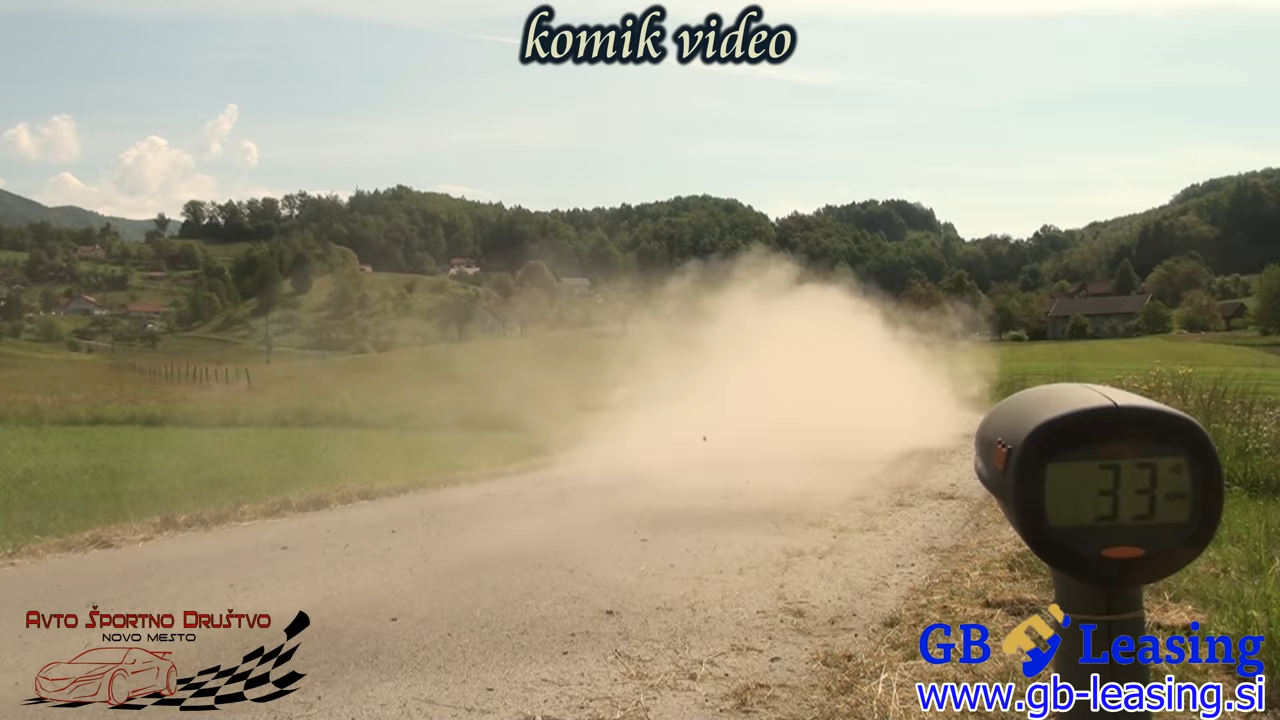 komik video
33
AVTO ŠPORTNO DRUŠTVO
NOVO MESTO
GB Leasing
www.gb-leasing.si